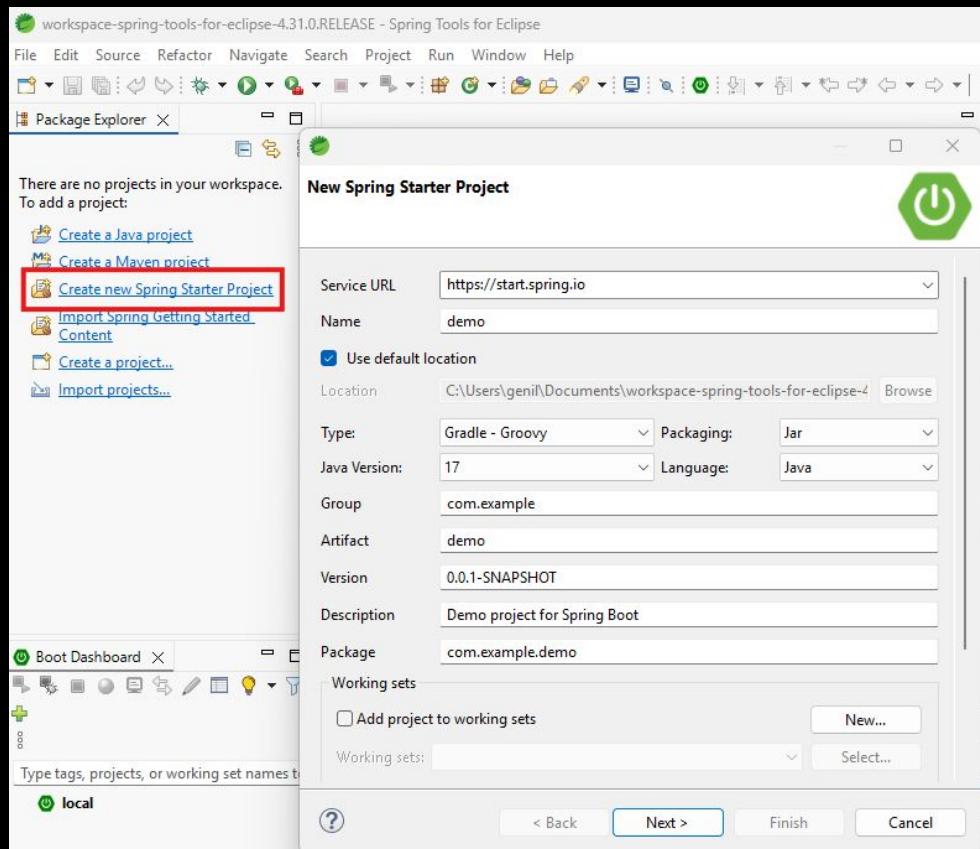 workspace-spring-tools-for-eclipse-4.31.0.RELEASE - Spring Tools for Eclipse
File Edit Source Refactor Navigate Search Project Run Window Help
Package Explorer
There are no projects in your workspace.
To add a project:
Create a Java project
Create a Maven project
Create new Spring Starter Project
Import Spring Getting Started
Content
Create a project...
Import projects...
Boot Dashboard
Type tags, projects, or working set names t
local
New Spring Starter Project
Service URL https://start.spring.io
Name demo
Use default location
Location C:\Users\genil\Documents\workspace-spring-tools-for-eclipse-4 Browse
Type: Gradle - Groovy Packaging: Jar
Java Version: 17 Language: Java
Group com.example
Artifact demo
Version 0.0.1-SNAPSHOT
Description Demo project for Spring Boot
Package com.example.demo
Working sets
Add project to working sets New...
Working sets: Select...
? < Back Next > Finish Cancel